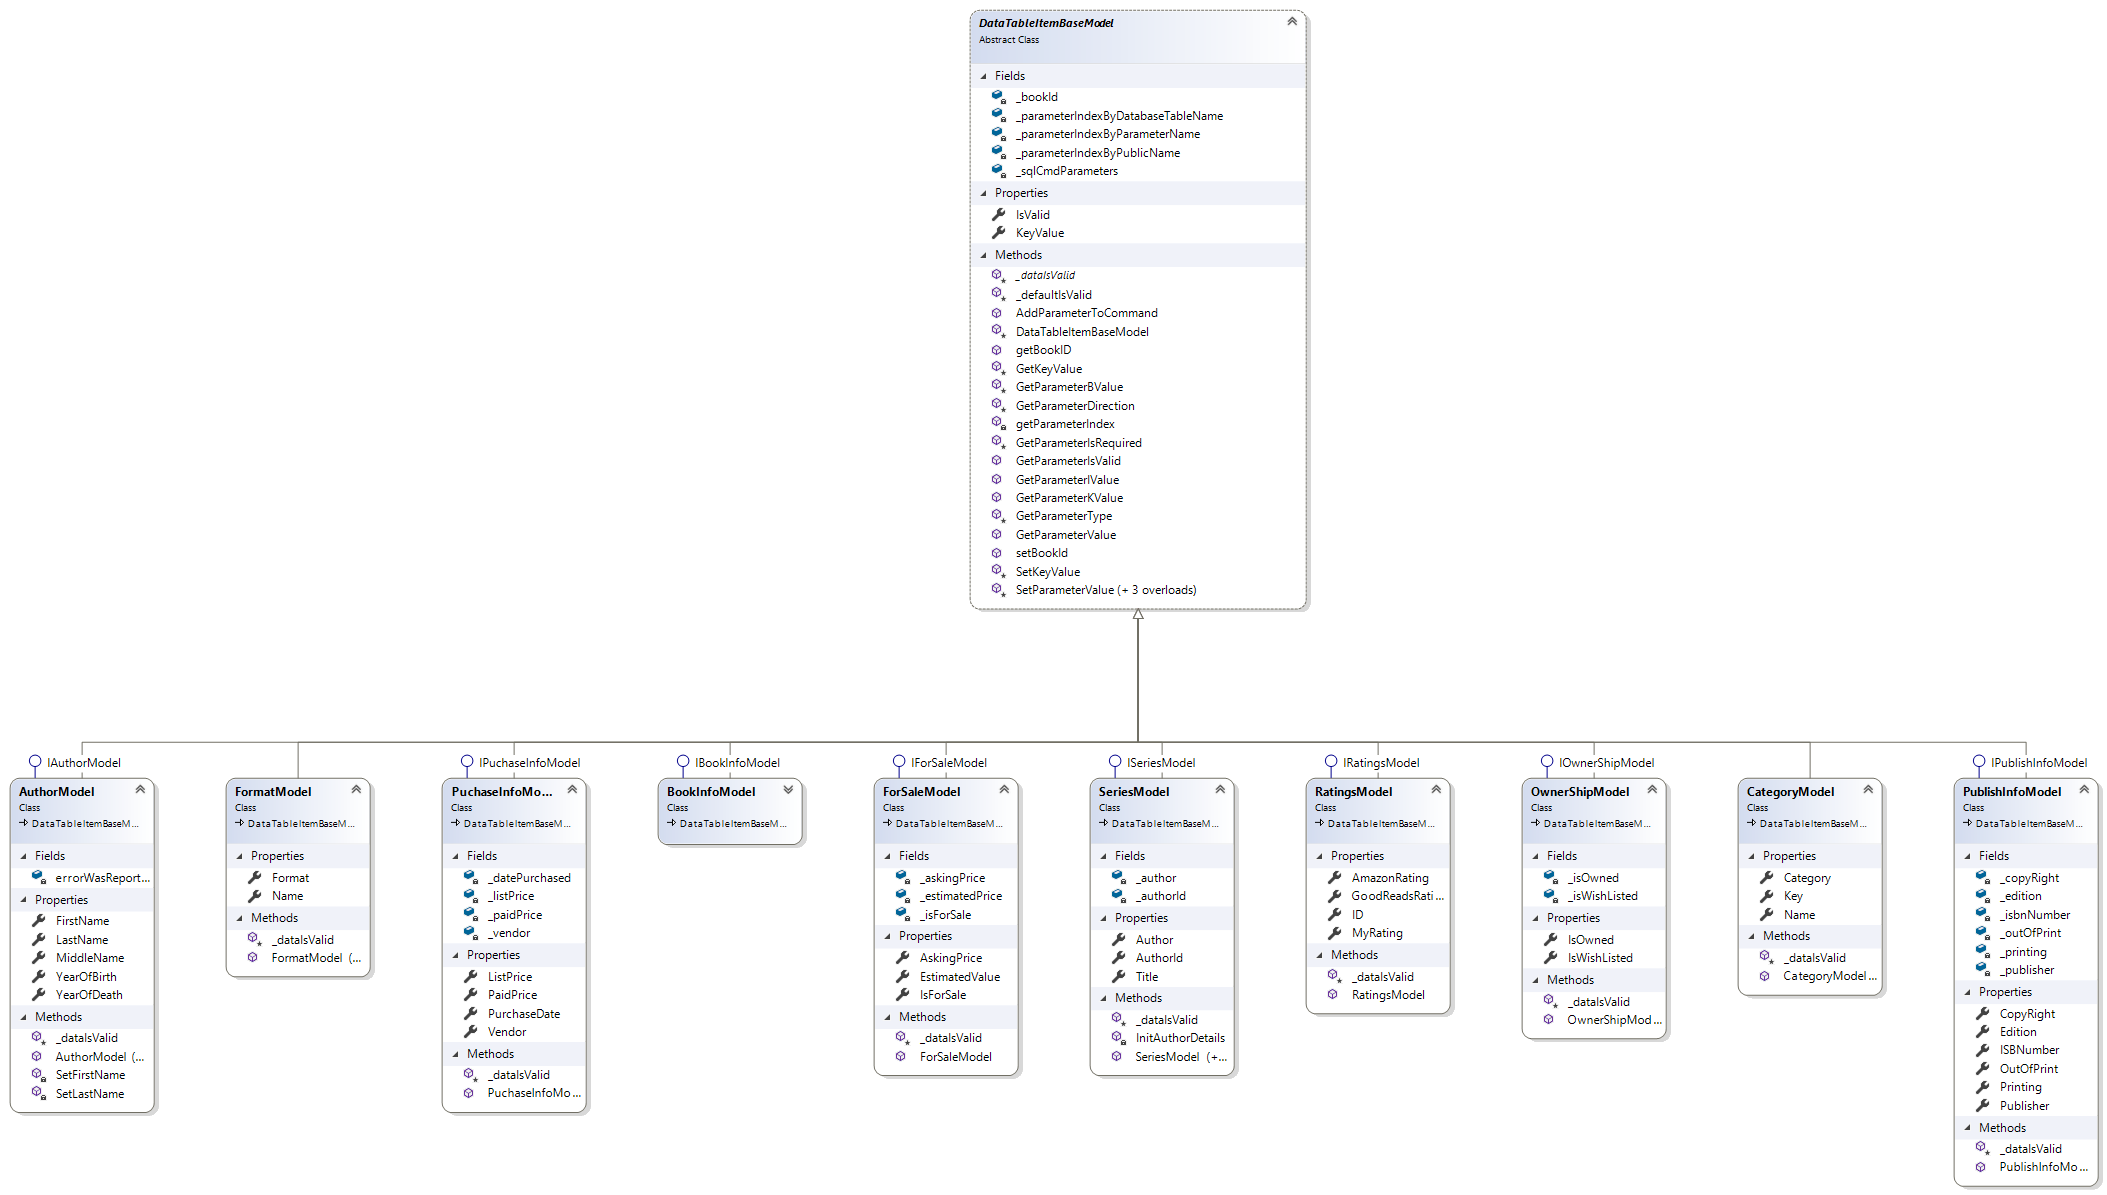 DataTableItemBaseModel
Abstract Class
Fields
_bookId
_parameterIndexByDatabaseTableName
_parameterIndexByParameterName
_parameterIndexByPublicName
_sqlCmdParameters
Properties
IsValid
KeyValue
Methods
_dataIsValid
_defaultIsValid
AddParameterToCommand
DataTableItemBaseModel
getBookID
GetKeyValue
GetParameterBValue
GetParameterDirection
getParameterIndex
GetParameterIsRequired
GetParameterIsValid
GetParameterIValue
GetParameterKValue
GetParameterType
GetParameterValue
setBookId
SetKeyValue
SetParameterValue (+ 3 overloads)
IAuthorModel
AuthorModel
Class
DataTableItemBaseM...
Fields
errorWasReport...
Properties
FirstName
LastName
MiddleName
YearOfBirth
YearOfDeath
Methods
_dataIsValid
AuthorModel (...
SetFirstName
SetLastName
FormatModel
Class
DataTableItemBaseM...
Properties
Format
Name
Methods
_dataIsValid
FormatModel (...
IPuchaseInfoModel
PuchaseInfoMo...
Class
DataTableItemBaseM...
Fields
_datePurchased
_listPrice
_paidPrice
_vendor
Properties
ListPrice
PaidPrice
PurchaseDate
Vendor
Methods
_dataIsValid
PuchaseInfoMo...
IBookInfoModel
BookInfoModel
Class
DataTableItemBaseM...
IForSaleModel
ForSaleModel
Class
DataTableItemBaseM...
Fields
_askingPrice
_estimatedPrice
_isForSale
Properties
AskingPrice
EstimatedValue
IsForSale
Methods
_dataIsValid
ForSaleModel
ISeriesModel
SeriesModel
Class
DataTableItemBaseM...
Fields
_author
_authorId
Properties
Author
AuthorId
Title
Methods
_dataIsValid
InitAuthorDetails
SeriesModel (+...
IRatingsModel
RatingsModel
Class
DataTableItemBaseM...
Properties
AmazonRating
GoodReadsRati...
ID
MyRating
Methods
_dataIsValid
RatingsModel
IOwnerShipModel
OwnerShipModel
Class
DataTableItemBaseM...
Fields
_isOwned
_isWishListed
Properties
IsOwned
IsWishListed
Methods
_dataIsValid
OwnerShipMod...
CategoryModel
Class
DataTableItemBaseM...
Properties
Category
Key
Name
Methods
_dataIsValid
CategoryModel...
IPublishInfoModel
PublishInfoModel
Class
DataTableItemBaseM...
Fields
_copyRight
_edition
_isbnNumber
_outOfPrint
_printing
_publisher
Properties
CopyRight
Edition
ISBNumber
OutOfPrint
Printing
Publisher
Methods
_dataIsValid
PublishInfoMo...